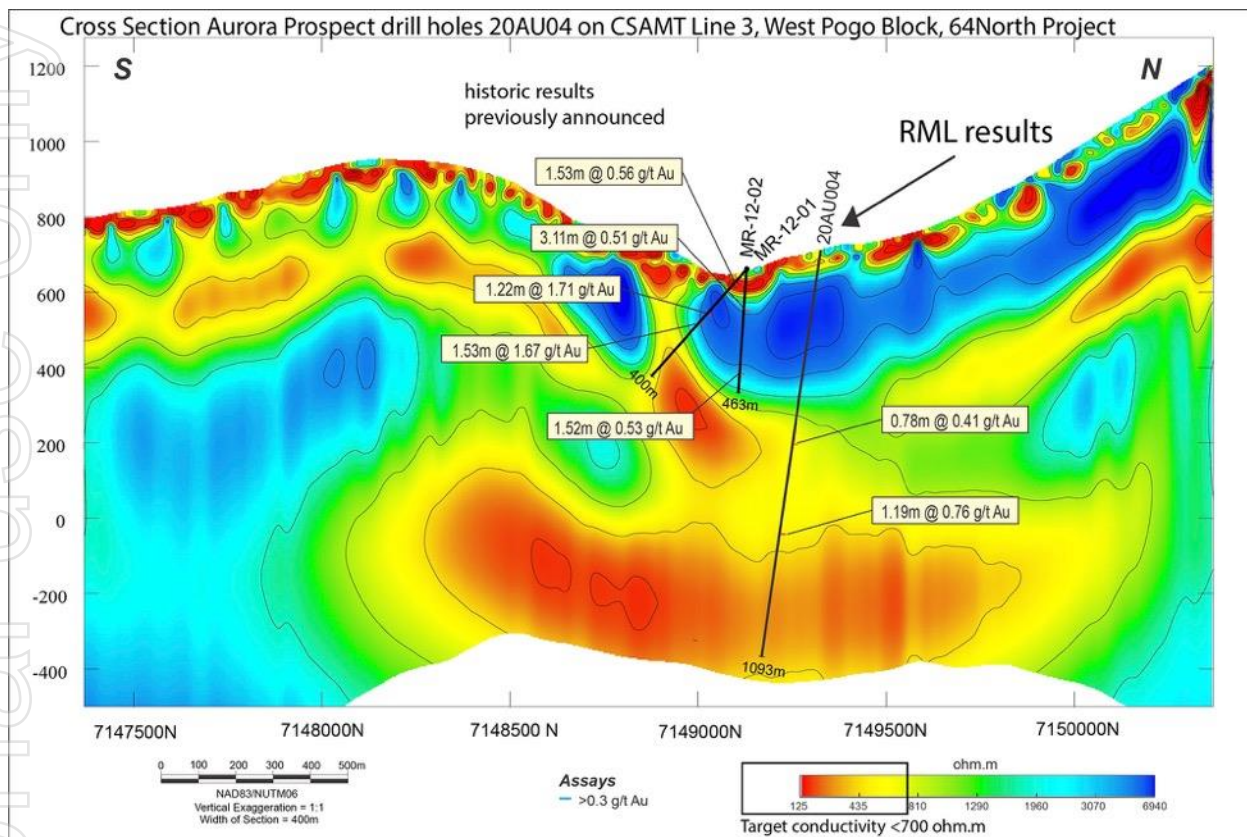 Cross Section Aurora Prospect drill holes 20AU04 on CSAMT Line 3, West Pogo Block, 64North Project
S
N
historic results
previously announced
RML results
1200
1000
800
600
400
200
0
-200
-400
1.53m @ 0.56 g/t Au
3.11m @ 0.51 g/t Au
1.22m @ 1.71 g/t Au
1.53m @ 1.67 g/t Au
1.52m @ 0.53 g/t Au
0.78m @ 0.41 g/t Au
1.19m @ 0.76 g/t Au
MR-12-02
MR-12-01
20AU004
400m
463m
1093m
7147500N
7148000N
7148500 N
7149000N
7149500N
7150000N
0 100 200 300 400 500m
NAD83/NUTM06
Vertical Exaggeration = 1:1
Width of Section = 400m
Assays
>0.3 g/t Au
ohm.m
125 435 810 1290 1960 3070 6940
Target conductivity <700 ohm.m